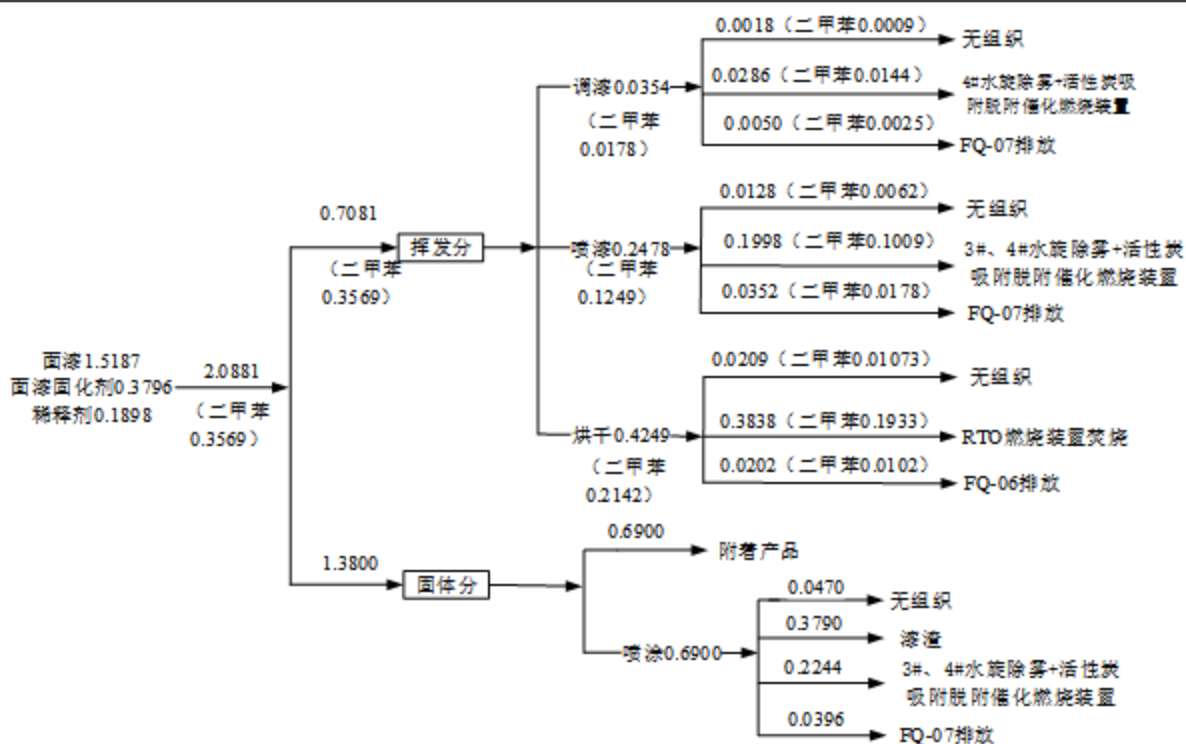 0.0018（二甲苯0.0009）
无组织
调漆0.0354
（二甲苯
0.0178）
0.0286（二甲苯0.0144）
4#水旋除雾+活性炭吸
附脱附催化燃烧装置
0.0050（二甲苯0.0025）
FQ-07排放
0.7081
挥发分
（二甲苯
0.3569）
0.0128（二甲苯0.0062）
无组织
喷漆0.2478
（二甲苯
0.1249）
0.1998（二甲苯0.1009）
3#、4#水旋除雾+活性炭
吸附脱附催化燃烧装置
0.0352（二甲苯0.0178）
FQ-07排放
面漆1.5187
面漆固化剂0.3796
稀释剂0.1898
2.0881
（二甲苯
0.3569）
0.0209（二甲苯0.01073）
无组织
烘干0.4249
（二甲苯
0.2142）
0.3838（二甲苯0.1933）
RTO燃烧装置焚烧
0.0202（二甲苯0.0102）
FQ-06排放
1.3800
固体分
0.6900
附着产品
喷涂0.6900
0.0470
无组织
0.3790
漆渣
0.2244
3#、4#水旋除雾+活性炭
吸附脱附催化燃烧装置
0.0396
FQ-07排放